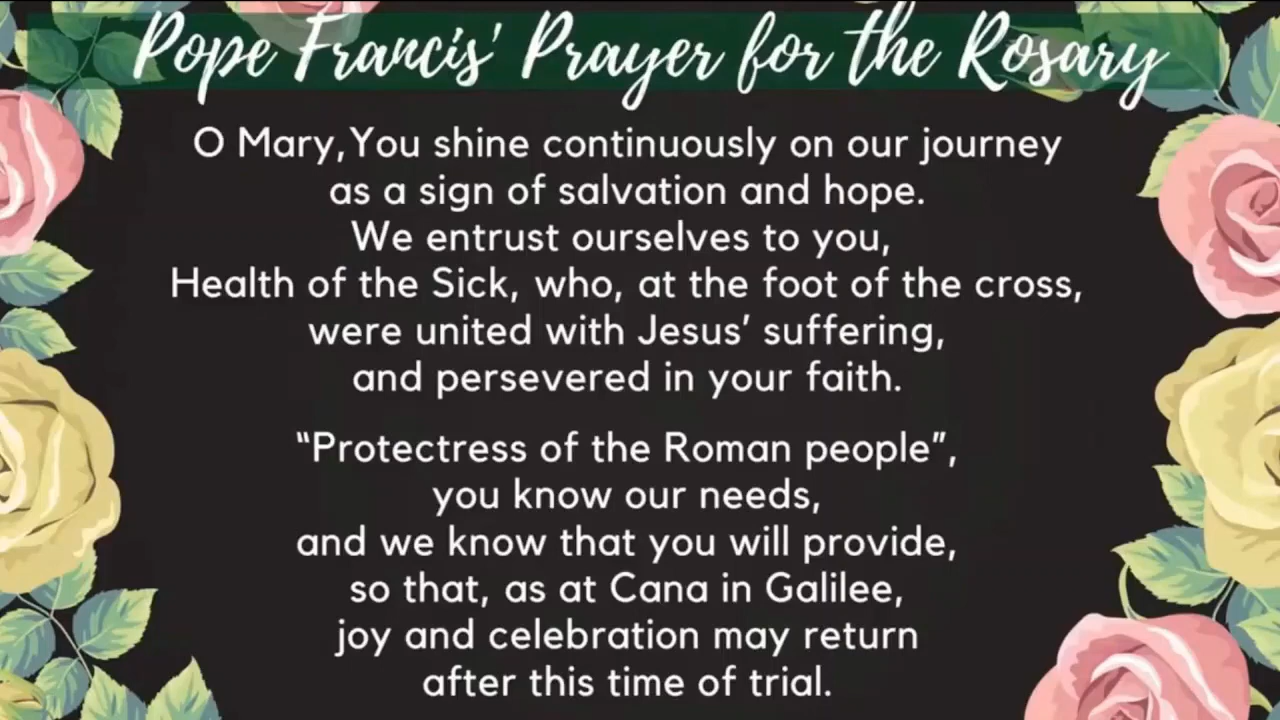 Pope Francis' Prayer for the Rosary
O Mary,You shine continuously on our journey
as a sign of salvation and hope.
We entrust ourselves to you,
Health of the Sick, who, at the foot of the cross,
were united with Jesus’ suffering,
and persevered in your faith.
“Protectress of the Roman people”,
you know our needs,
and we know that you will provide,
so that, as at Cana in Galilee,
joy and celebration may return
after this time of trial.